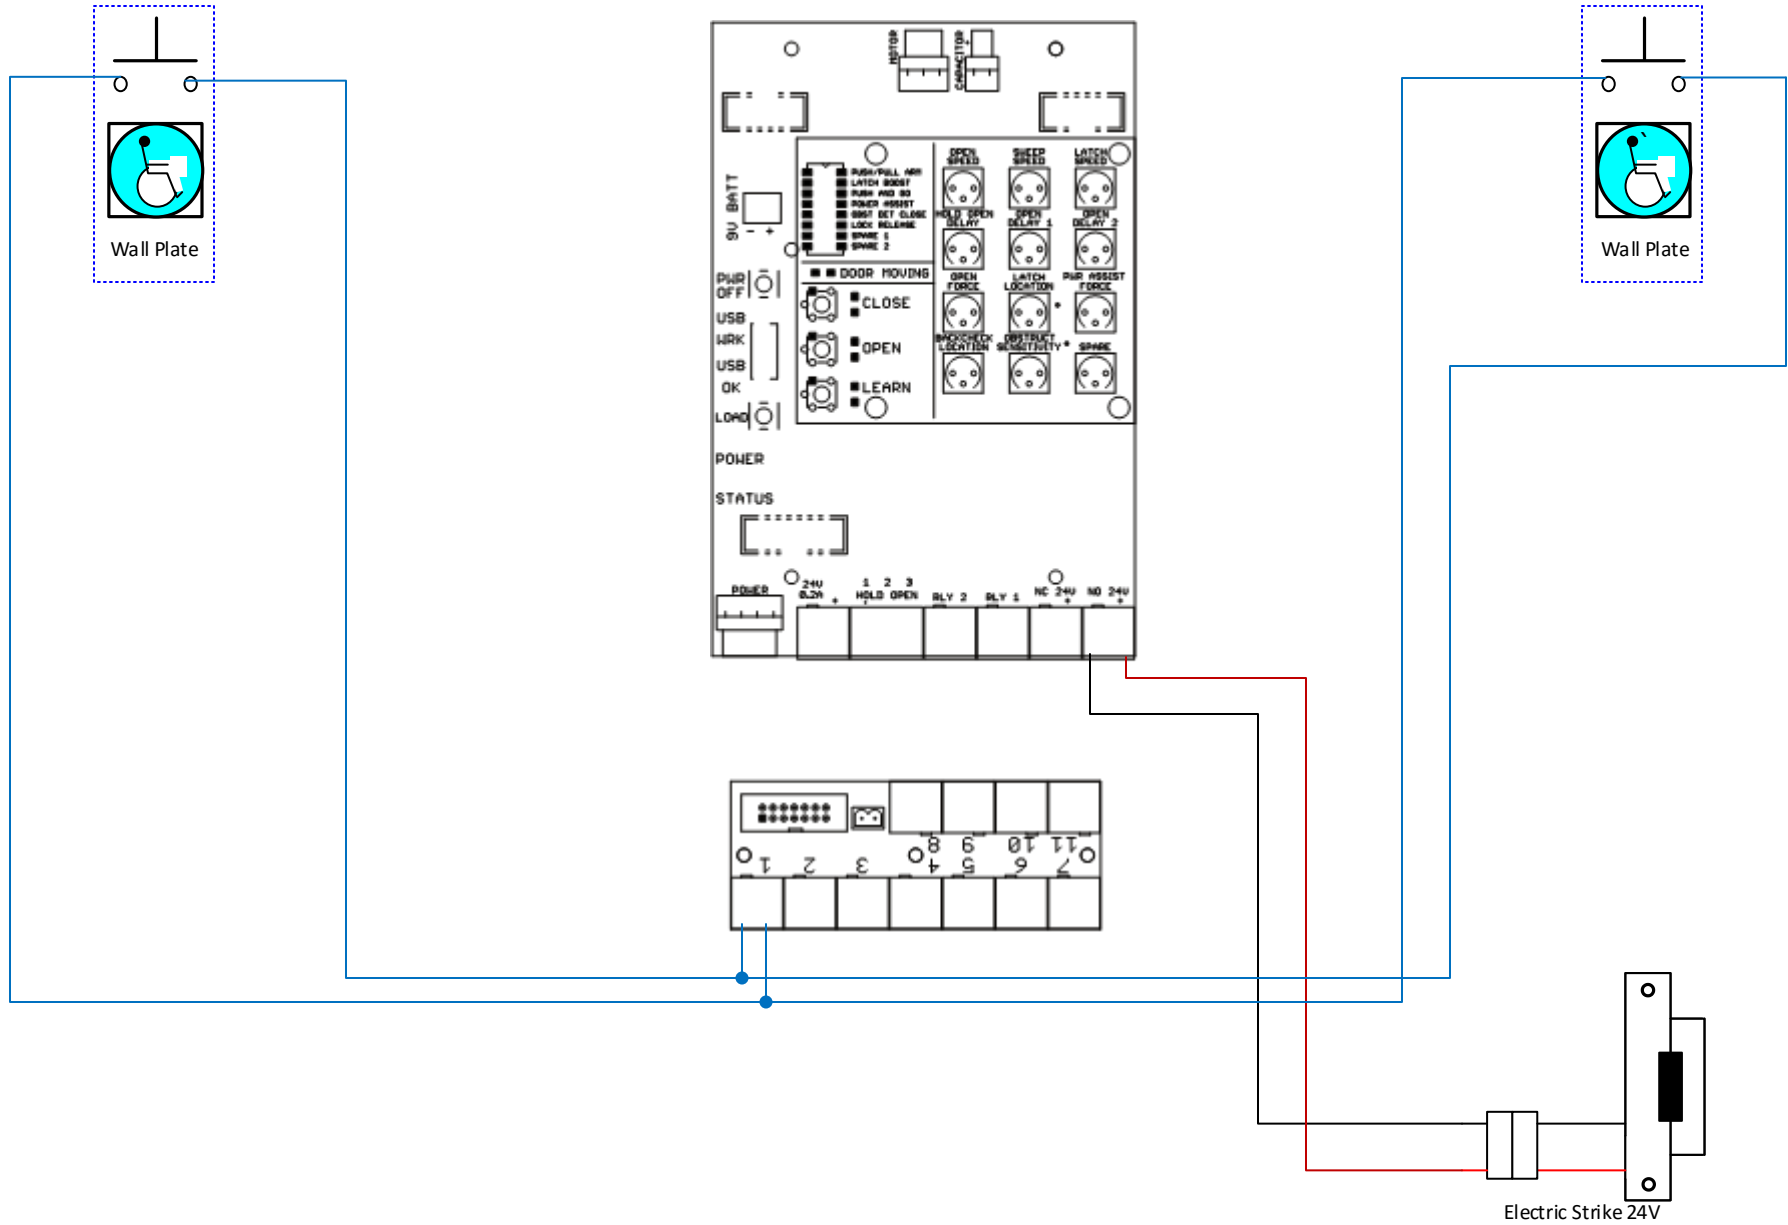 Wall Plate
Wall Plate
MOTOR
CAPACITOR
+
9V BATT
- +
PUSH/PULL ARM
LATCH BOOST
PUSH AND GO
POWER ASSIST
OBST DET CLOSE
LOCK RELEASE
SPARE 1
SPARE 2
DOOR MOVING
CLOSE
OPEN
LEARN
OPEN SPEED
SWEEP SPEED
LATCH SPEED
HOLD OPEN DELAY
OPEN DELAY 1
OPEN DELAY 2
OPEN FORCE
LATCH LOCATION
PWR ASSIST FORCE
BACKCHECK LOCATION
OBSTRUCT SENSITIVITY
SPARE
PWR OFF
USB
WRK
USB
OK
LOAD
POWER
STATUS
POWER
24V
0.2A +
1 2 3
HOLD OPEN
RLY 2
RLY 1
NC 24V
+
NO 24V
+
8 9 10 11
1 2 3 4 5 6 7
Electric Strike 24V